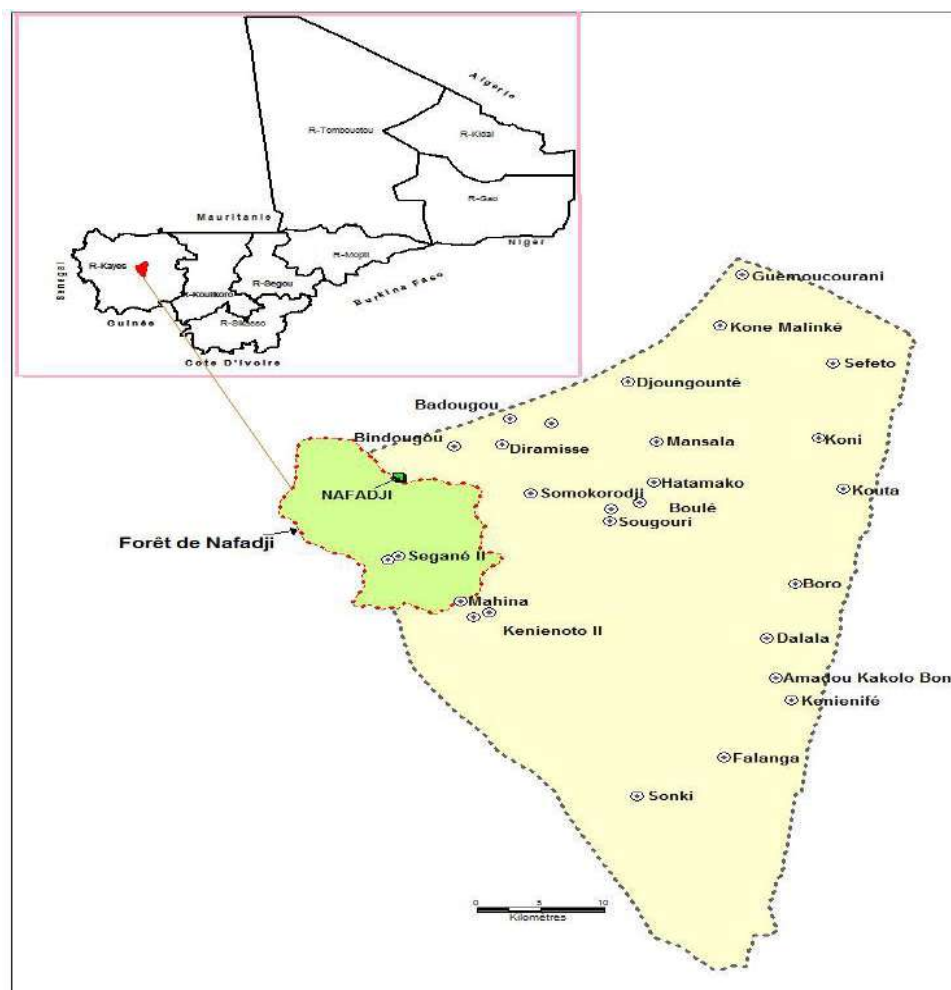 Algerie
R-Tombouctou
R-Kidal
R-Gao
Mauritanie
Niger
R-Mopti
R-Kayes
Senegal
R-Segou
R-Koulikoro
Burkina Faso
Guinée
R-Sikasso
Cote D'Ivoire
Guémoucourani
Kone Malinké
Sefeto
Djoungounté
Badougou
Bindougou
Diramisse
Mansala
Koni
NAFADJI
Somokorodji
Hatamako
Kouta
Boulé
Sougouri
Forêt de Nafadji
Segané II
Boro
Mahina
Kenienoto II
Dalala
Amadou Kakolo Bon
Kenienifé
Falanga
Sonki
0 5 10
Kilomètres